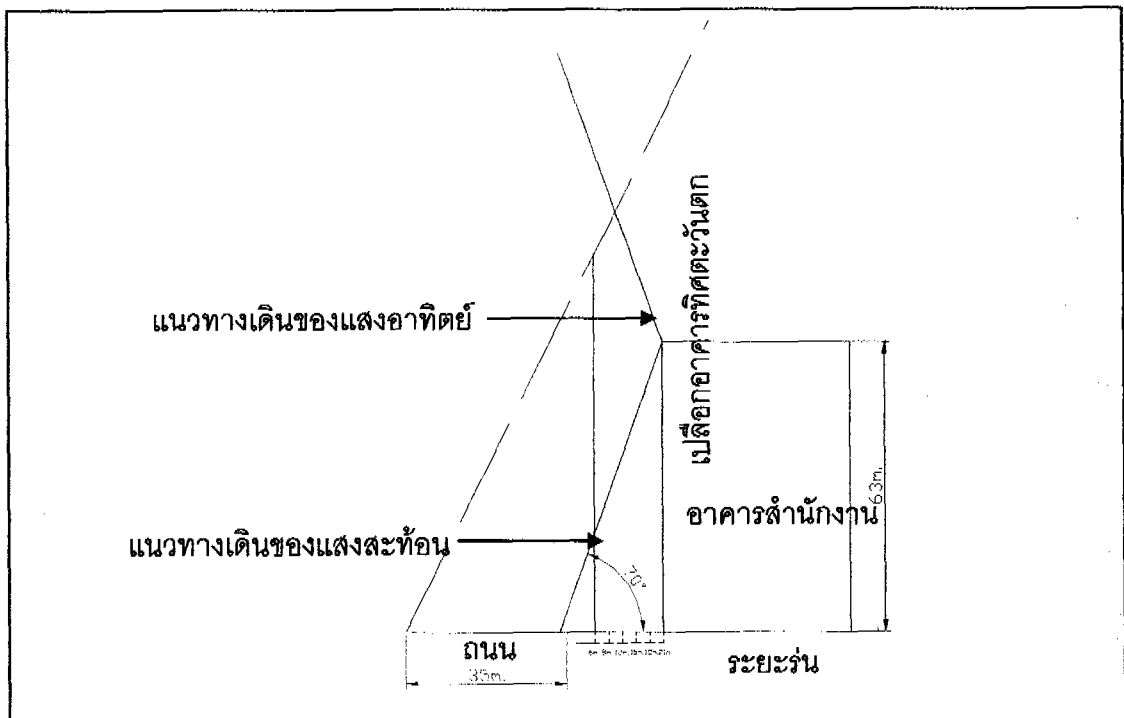 แนวทางเดินของแสงอาทิตย์
เปลือกอาคารทิศตะวันตก
63m.
อาคารสำนักงาน
แนวทางเดินของแสงสะท้อน
70°
ถนน
35m.
ระยะร่น